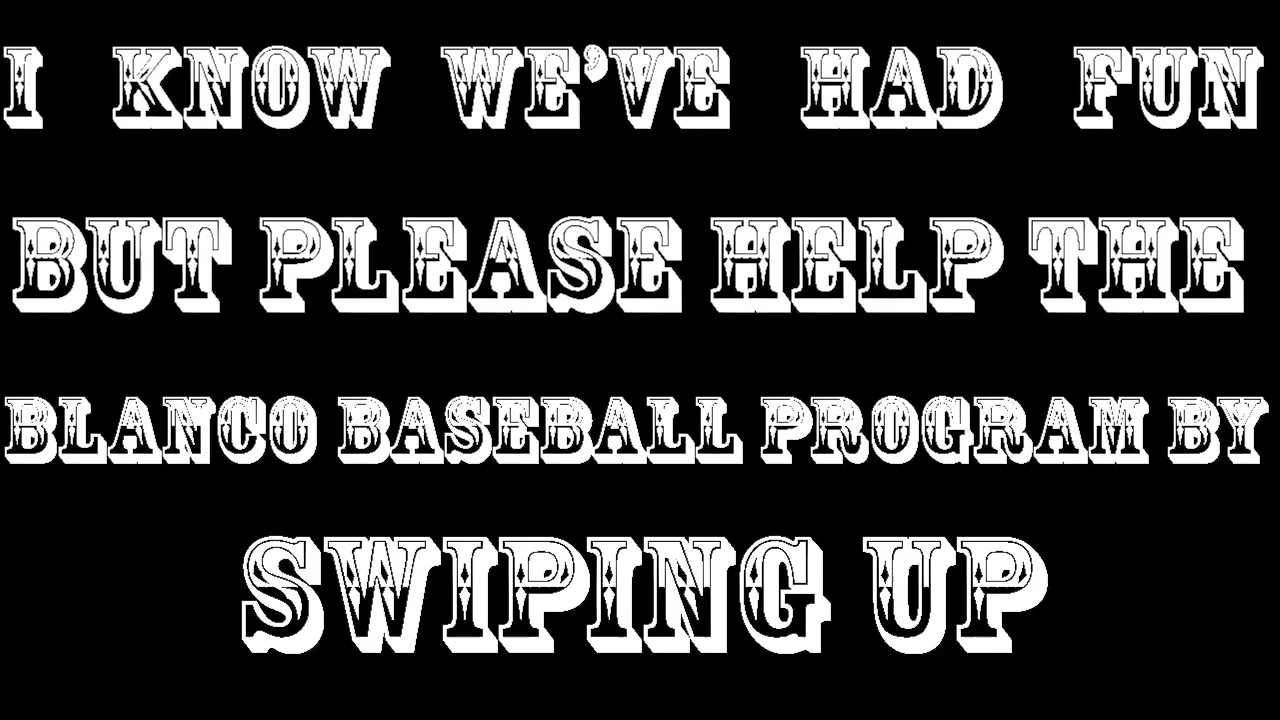 I KNOW WE'VE HAD FUN
BUT PLEASE HELP THE
BLANCO BASEBALL PROGRAM BY
SWIPING UP